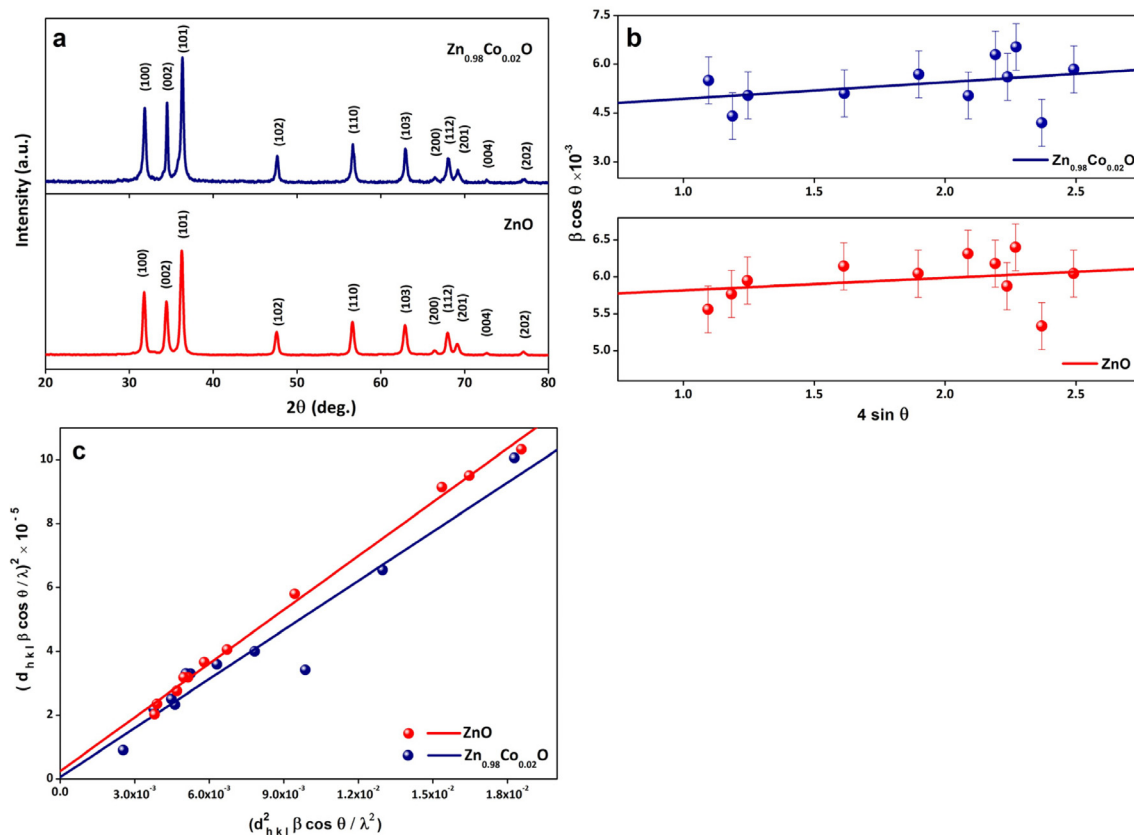 a
Zn0.98Co0.02O
(100)
(002)
(101)
(102)
(110)
(103)
(200)
(112)
(201)
(004)
(202)
ZnO
(100)
(002)
(101)
(102)
(110)
(103)
(200)
(112)
(201)
(004)
(202)
Intensity (a.u.)
20 30 40 50 60 70 80
2θ (deg.)
b
7.5
6.0
4.5
3.0
1.0 1.5 2.0 2.5
Zn0.98Co0.02O
β cos θ ×10⁻³
6.5
6.0
5.5
5.0
ZnO
1.0 1.5 2.0 2.5
4 sin θ
c
10
8
6
4
2
0
(d h k l β cos θ / λ)² × 10⁻⁵
ZnO
Zn0.98Co0.02O
0.0 3.0x10⁻³ 6.0x10⁻³ 9.0x10⁻³ 1.2x10⁻² 1.5x10⁻² 1.8x10⁻²
(d² h k l β cos θ / λ²)